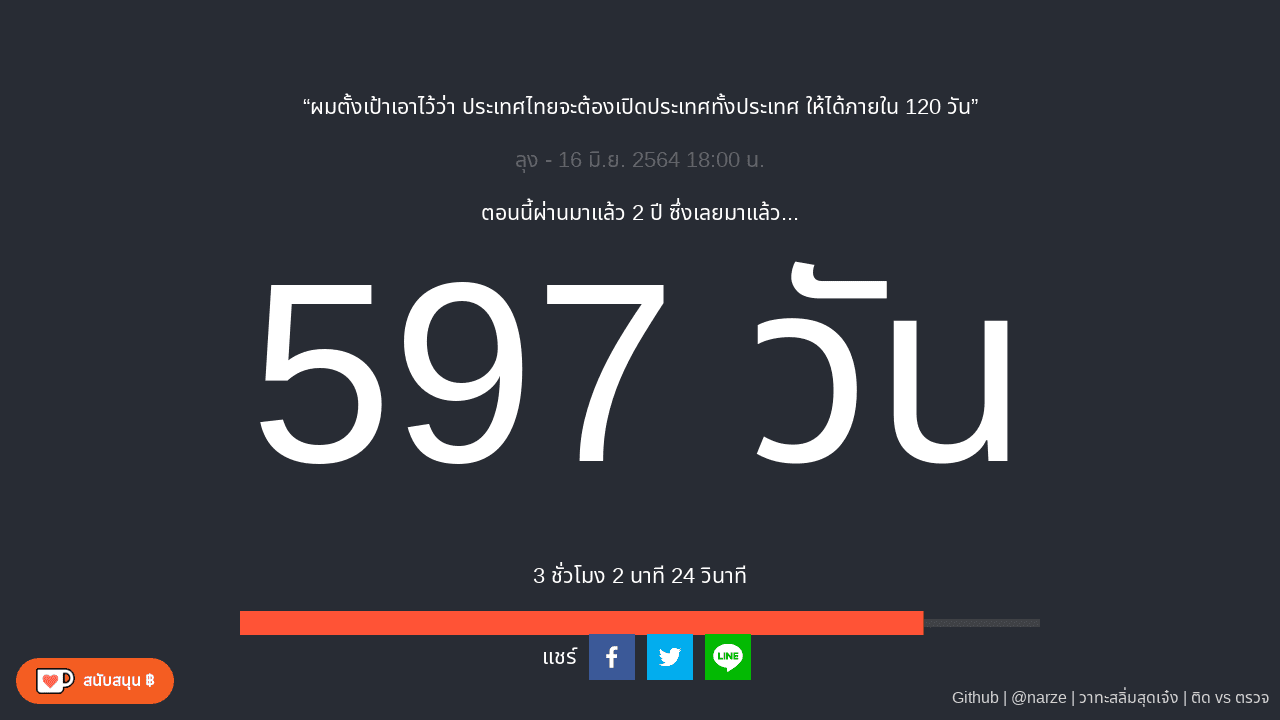 “ผมตั้งเป้าเอาไว้ว่า ประเทศไทยจะต้องเปิดประเทศทั้งประเทศ ให้ได้ภายใน 120 วัน”
ลุง - 16 มิ.ย. 2564 18:00 น.
ตอนนี้ผ่านมาแล้ว 2 ปี ซึ่งเลยมาแล้ว...
597 วัน
3 ชั่วโมง 2 นาที 24 วินาที
แชร์
LINE
สนับสนุน ฿
Github | @narze | วาทะสลิ่มสุดเจ๋ง | ติด vs ตรวจ